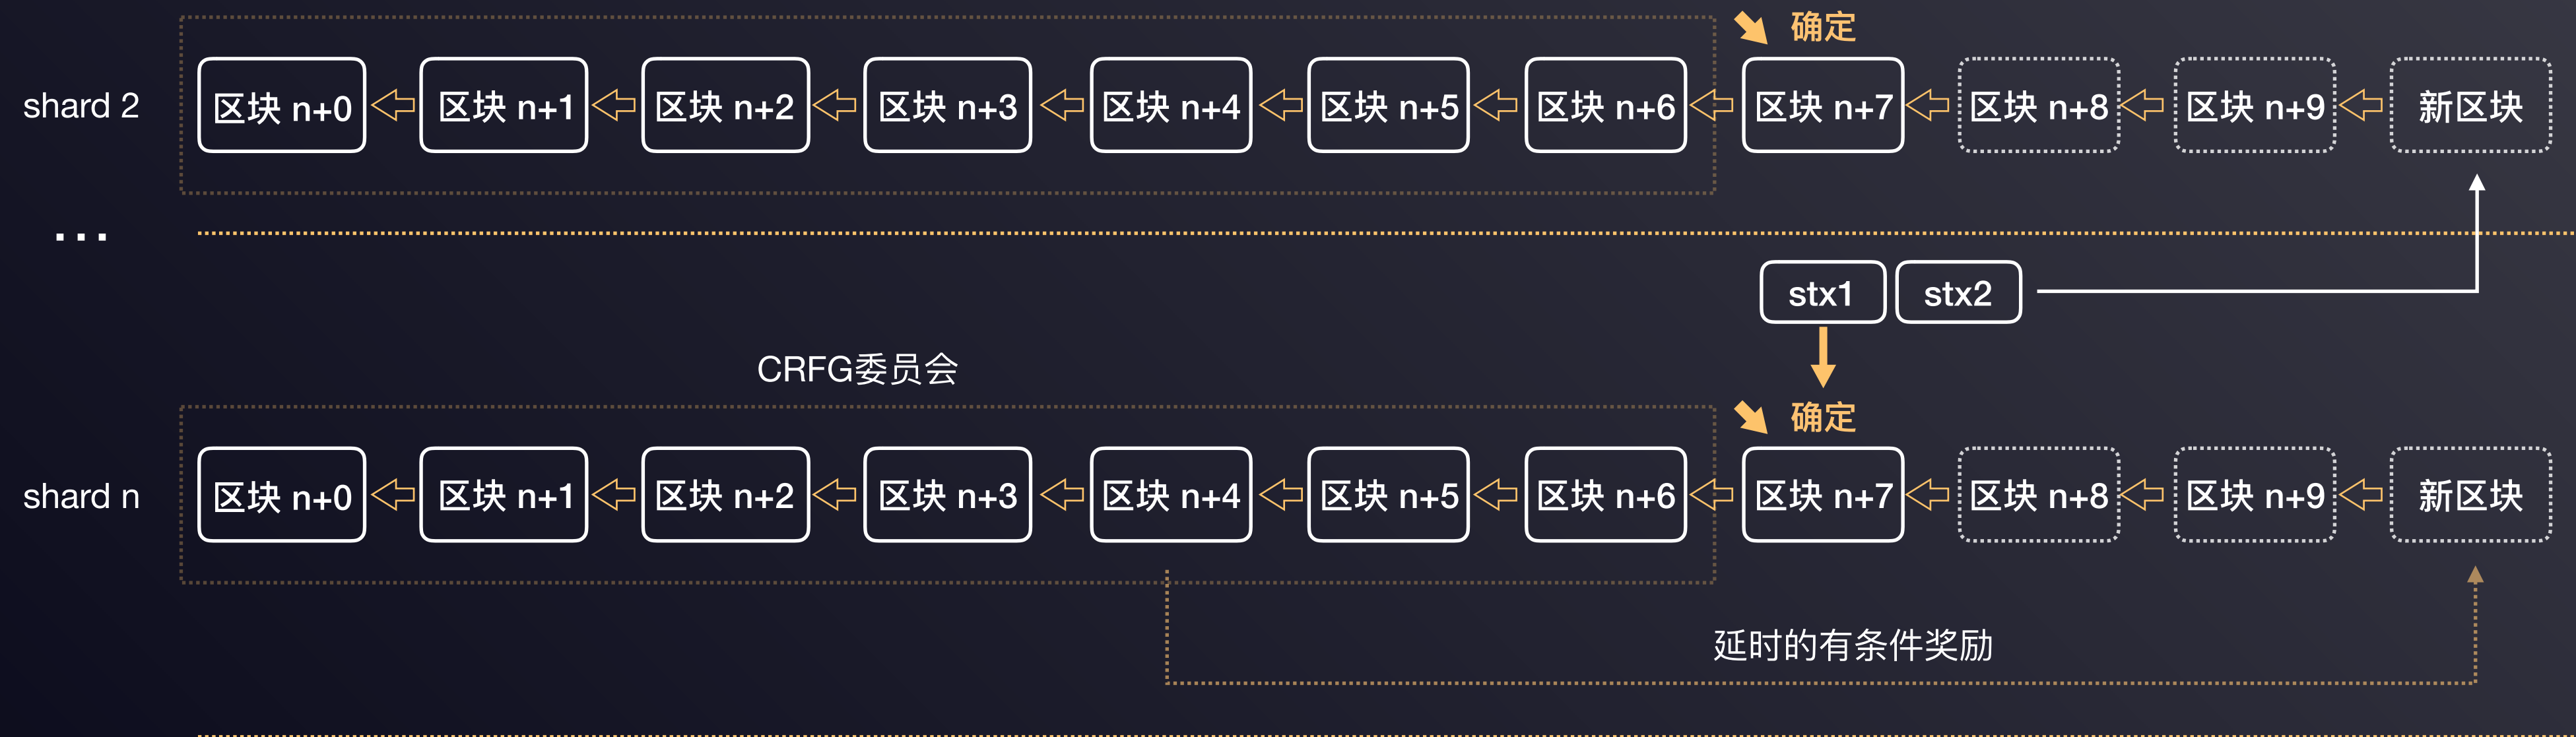 确定
shard 2
区块 n+0
区块 n+1
区块 n+2
区块 n+3
区块 n+4
区块 n+5
区块 n+6
区块 n+7
区块 n+8
区块 n+9
新区块
...
stx1
stx2
CRFG委员会
确定
shard n
区块 n+0
区块 n+1
区块 n+2
区块 n+3
区块 n+4
区块 n+5
区块 n+6
区块 n+7
区块 n+8
区块 n+9
新区块
延时的有条件奖励